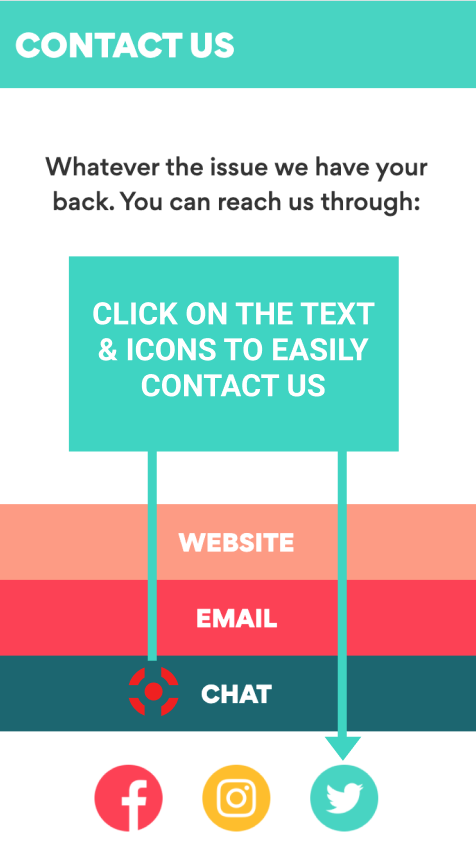 CONTACT US
Whatever the issue we have your
back. You can reach us through:
CLICK ON THE TEXT
& ICONS TO EASILY
CONTACT US
WEBSITE
EMAIL
CHAT